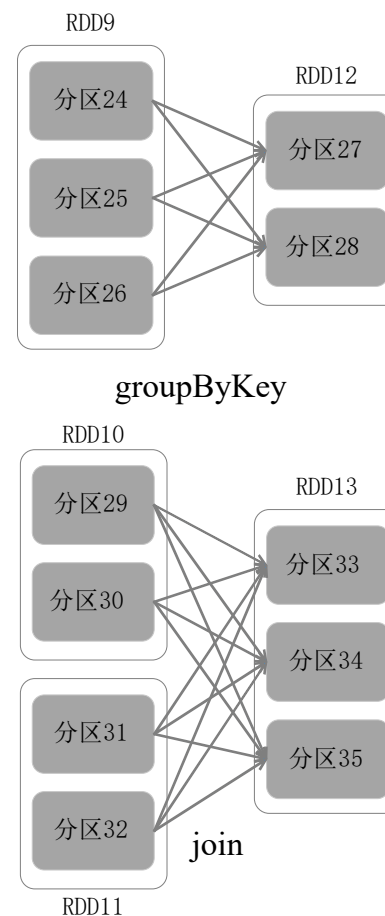 RDD9
分区24
分区25
分区26
RDD12
分区27
分区28
groupByKey
RDD10
分区29
分区30
分区31
分区32
RDD11
RDD13
分区33
分区34
分区35
join